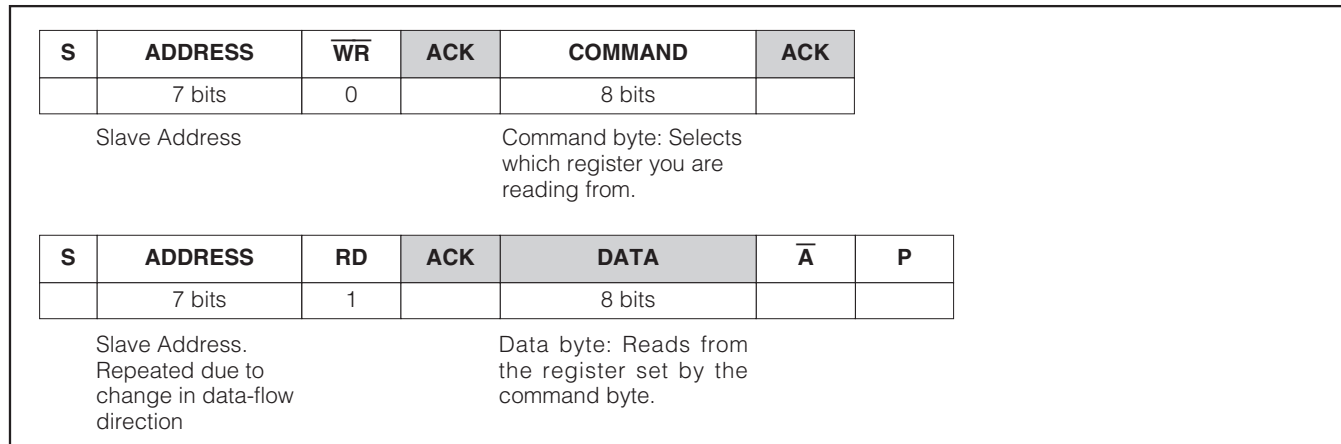 S ADDRESS W̅R̅ ACK COMMAND ACK
7 bits 0 8 bits
Slave Address
Command byte: Selects
which register you are
reading from.
S ADDRESS RD ACK DATA A̅ P
7 bits 1 8 bits
Slave Address.
Repeated due to
change in data-flow
direction
Data byte: Reads from
the register set by the
command byte.